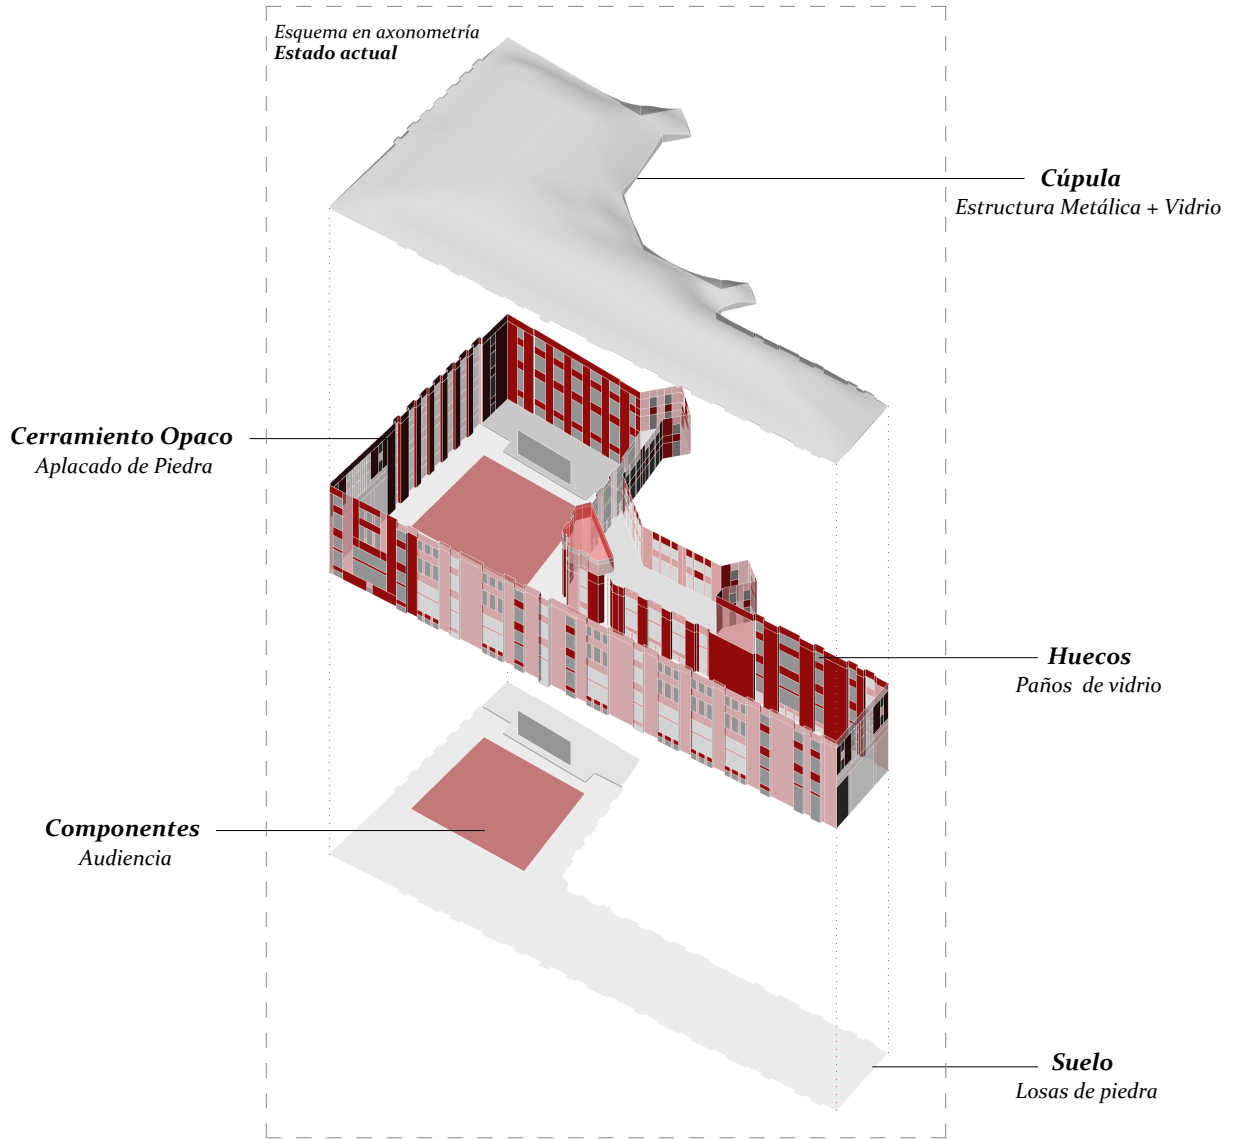 Esquema en axonometría
Estado actual
Cúpula
Estructura Metálica + Vidrio
Cerramiento Opaco
Aplacado de Piedra
Huecos
Paños de vidrio
Componentes
Audiencia
Suelo
Losas de piedra